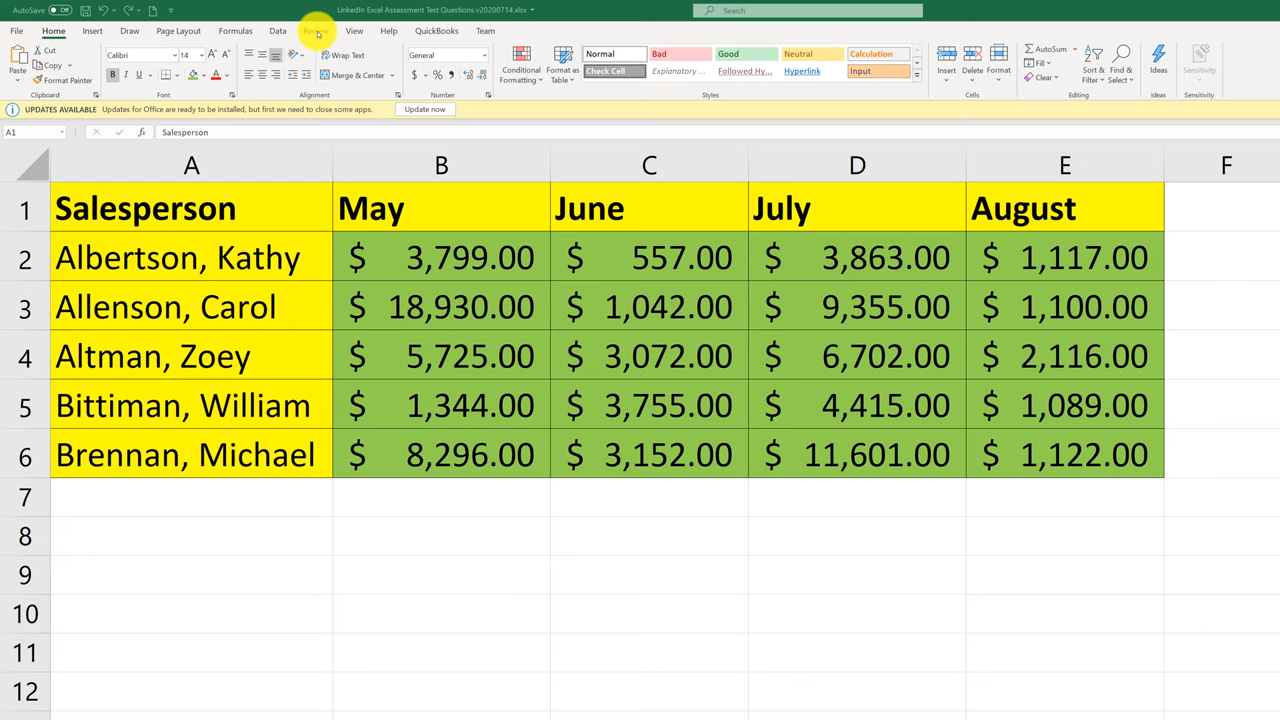 AutoSave Off LinkedIn Excel Assessment Test Questions.v20200714.xlsx Search
File Home Insert Draw Page Layout Formulas Data Review View Help QuickBooks Team
Paste
Cut
Copy
Format Painter
Calibri 14
B I U
Wrap Text
Merge & Center
General
$ % ,
Conditional Formatting
Format as Table
Normal Bad Good Neutral Calculation
Check Cell Explanatory ... Followed Hy... Hyperlink Input
Insert Delete Format
AutoSum
Fill
Clear
Sort & Filter
Find & Select
Ideas
Sensitivity
Clipboard Font Alignment Number Styles Cells Editing Ideas Sensitivity
UPDATES AVAILABLE Updates for Office are ready to be installed, but first we need to close some apps. Update now
A1 fx Salesperson
A B C D E F
1 Salesperson May June July August
2 Albertson, Kathy $ 3,799.00 $ 557.00 $ 3,863.00 $ 1,117.00
3 Allenson, Carol $ 18,930.00 $ 1,042.00 $ 9,355.00 $ 1,100.00
4 Altman, Zoey $ 5,725.00 $ 3,072.00 $ 6,702.00 $ 2,116.00
5 Bittiman, William $ 1,344.00 $ 3,755.00 $ 4,415.00 $ 1,089.00
6 Brennan, Michael $ 8,296.00 $ 3,152.00 $ 11,601.00 $ 1,122.00
7
8
9
10
11
12